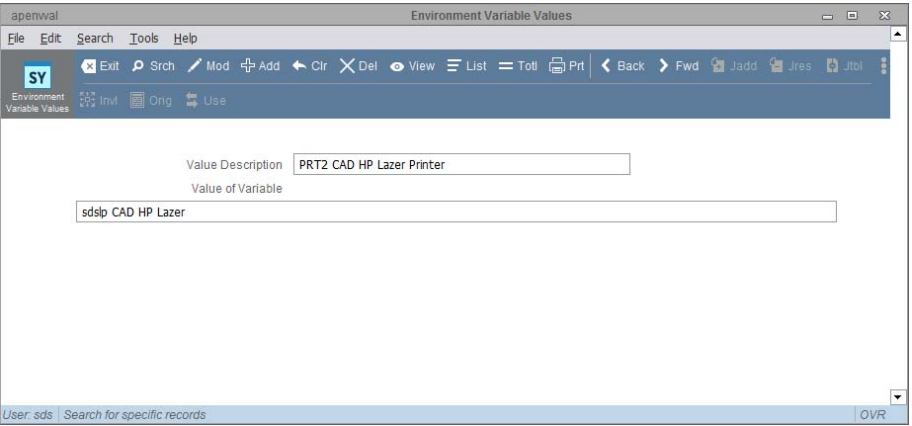 apenwal Environment Variable Values
File Edit Search Tools Help
SY
Environment
Variable Values
Exit Srch Mod Add Clr Del View List Totl Prt Back Fwd Jadd Jres Jtbl
Invl Orig Use
Value Description PRT2 CAD HP Lazer Printer
Value of Variable
sdslp CAD HP Lazer
User: sds Search for specific records OVR